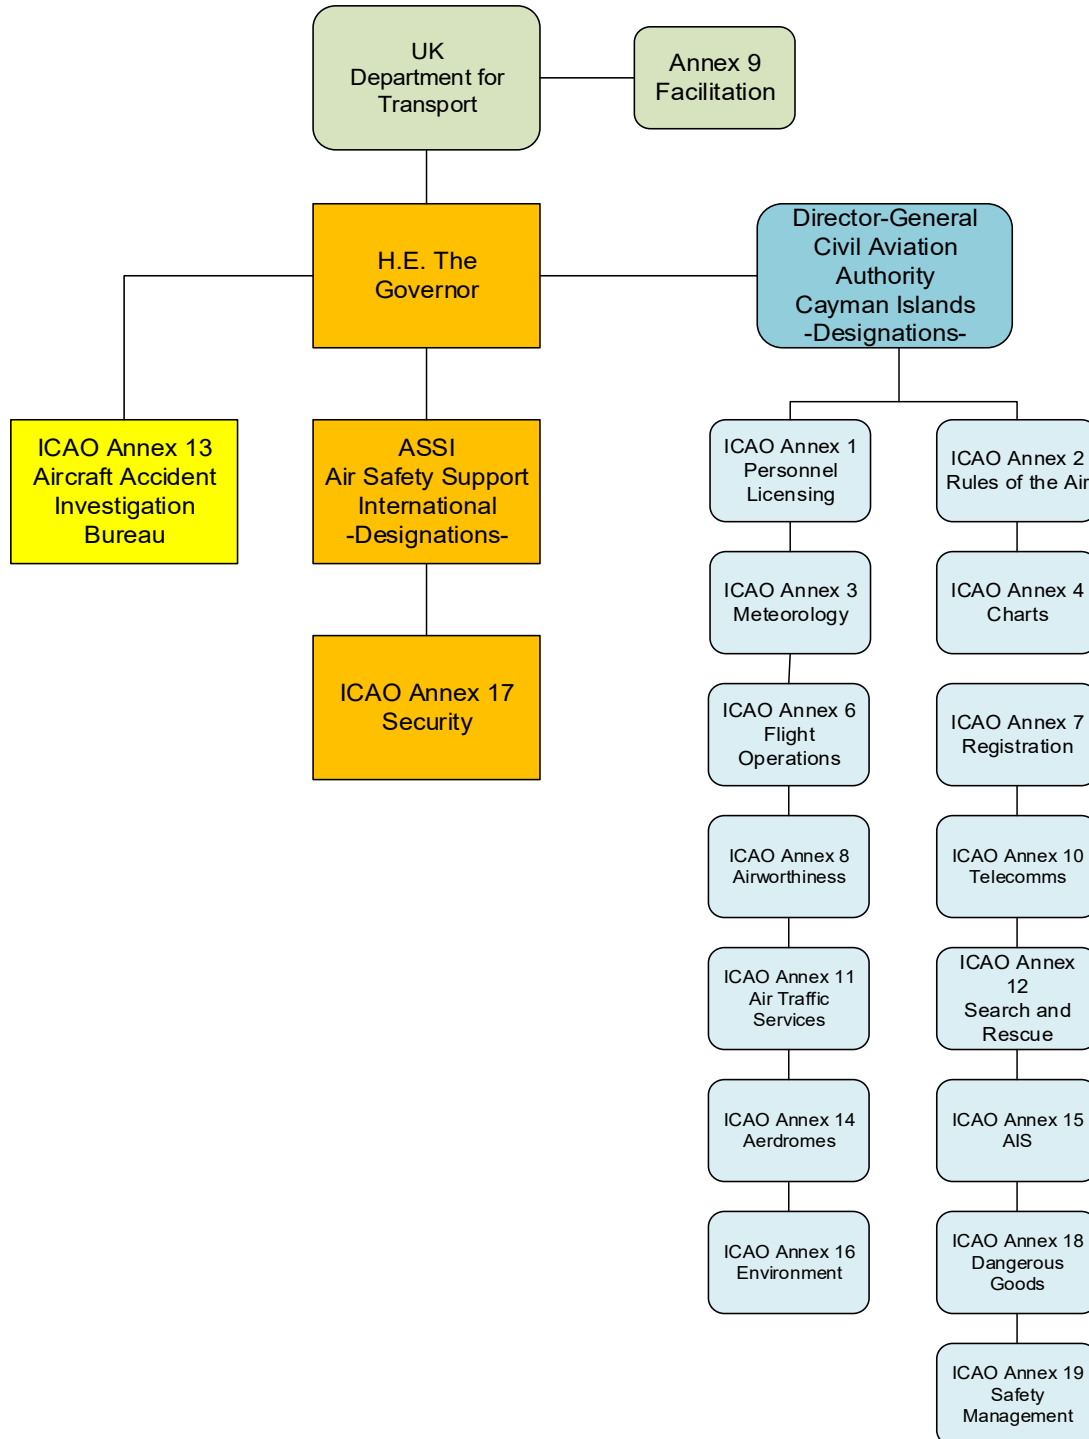 UK
Department for
Transport
Annex 9
Facilitation
H.E. The
Governor
Director-General
Civil Aviation
Authority
Cayman Islands
-Designations-
ICAO Annex 13
Aircraft Accident
Investigation
Bureau
ASSI
Air Safety Support
International
-Designations-
ICAO Annex 17
Security
ICAO Annex 1
Personnel
Licensing
ICAO Annex 2
Rules of the Air
ICAO Annex 3
Meteorology
ICAO Annex 4
Charts
ICAO Annex 6
Flight
Operations
ICAO Annex 7
Registration
ICAO Annex 8
Airworthiness
ICAO Annex 10
Telecomms
ICAO Annex 11
Air Traffic
Services
ICAO Annex
12
Search and
Rescue
ICAO Annex 14
Aerdromes
ICAO Annex 15
AIS
ICAO Annex 16
Environment
ICAO Annex 18
Dangerous
Goods
ICAO Annex 19
Safety
Management